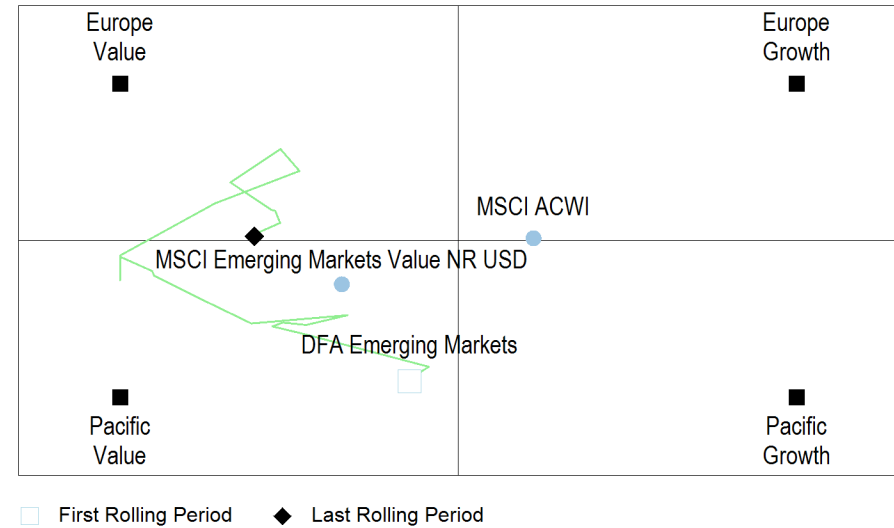 Europe
Value
Europe
Growth
MSCI ACWI
MSCI Emerging Markets Value NR USD
DFA Emerging Markets
Pacific
Value
Pacific
Growth
First Rolling Period
Last Rolling Period